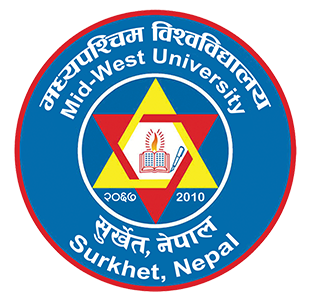 मध्यपश्चिम विश्वविद्यालय
Mid-West University
२०६७ 2010
सुर्खेत, नेपाल
Surkhet, Nepal